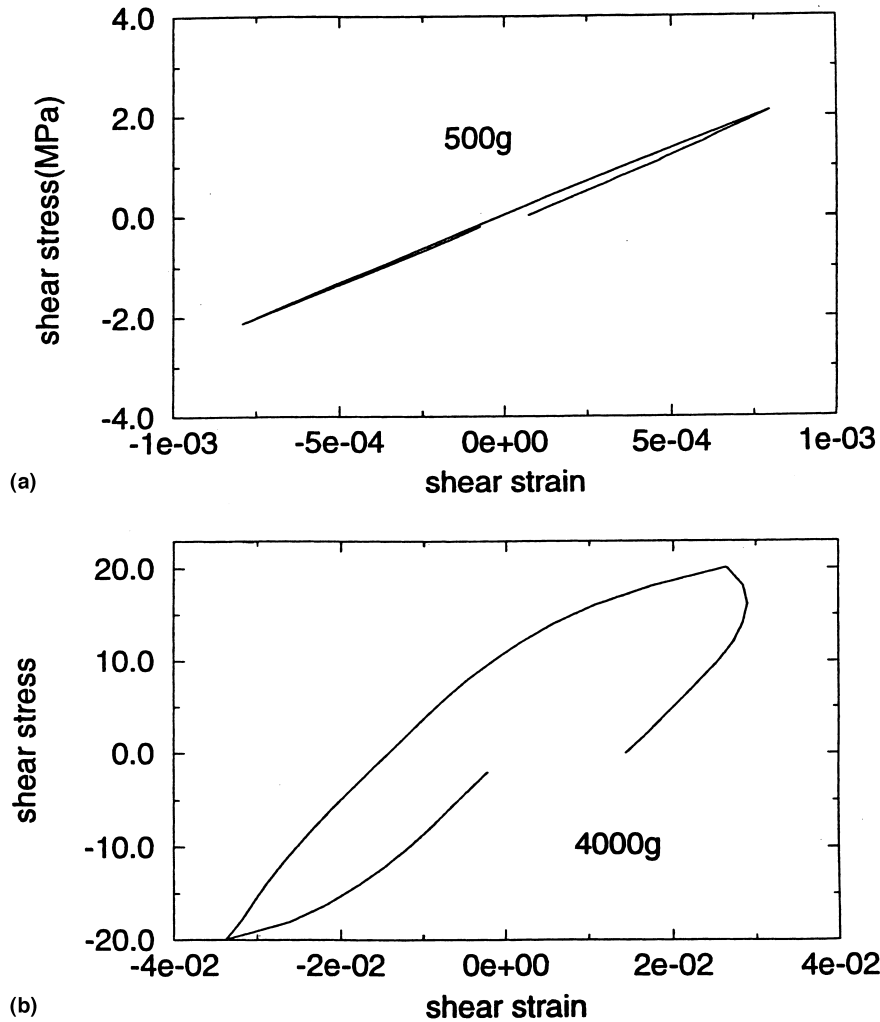 4.0
2.0
0.0
-2.0
-4.0
shear stress(MPa)
500g
-1e-03 -5e-04 0e+00 5e-04 1e-03
shear strain
(a)
20.0
10.0
0.0
-10.0
-20.0
shear stress
4000g
-4e-02 -2e-02 0e+00 2e-02 4e-02
shear strain
(b)